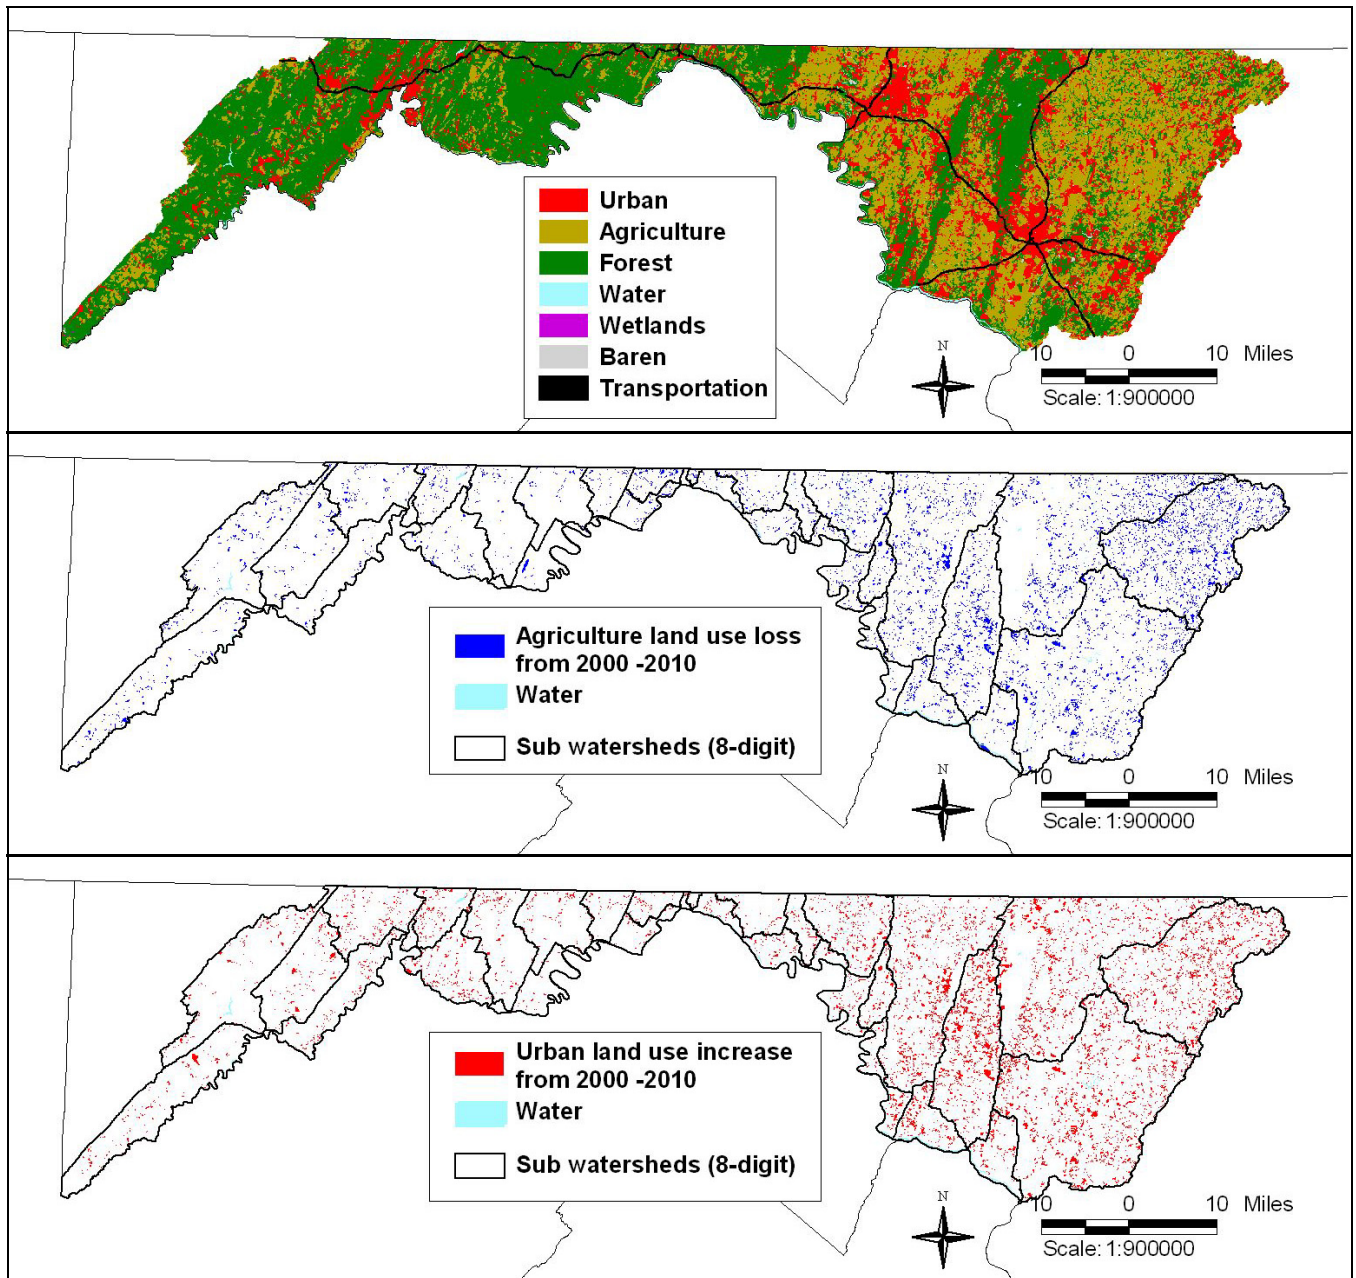 Urban
Agriculture
Forest
Water
Wetlands
Baren
Transportation
N
10 0 10 Miles
Scale: 1:900000
Agriculture land use loss
from 2000 -2010
Water
Sub watersheds (8-digit)
N
10 0 10 Miles
Scale: 1:900000
Urban land use increase
from 2000 -2010
Water
Sub watersheds (8-digit)
N
10 0 10 Miles
Scale: 1:900000